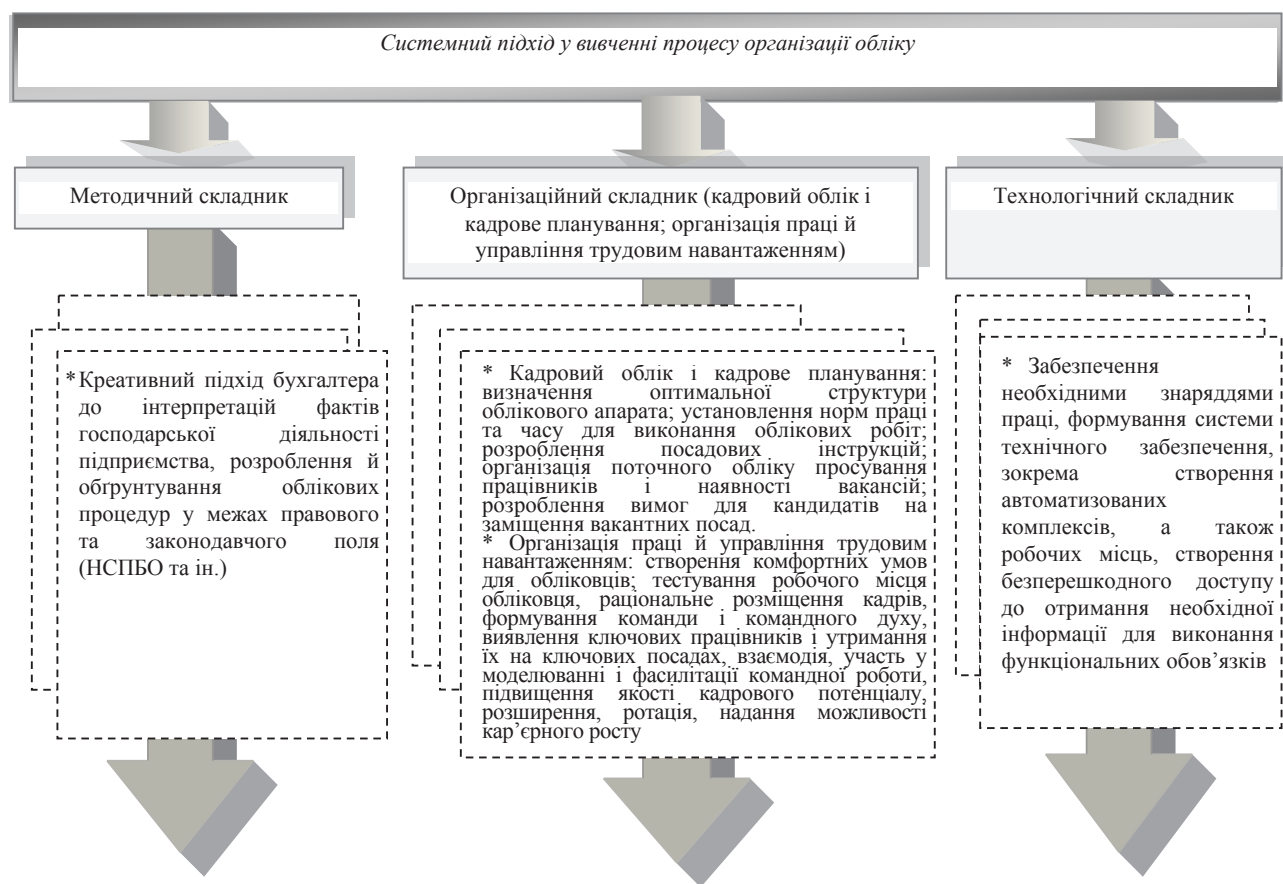 Системний підхід у вивченні процесу організації обліку
Методичний складник
Організаційний складник (кадровий облік і
кадрове планування; організація праці й
управління трудовим навантаженням)
Технологічний складник
* Креативний підхід бухгалтера
до інтерпретацій фактів
господарської діяльності
підприємства, розроблення й
обґрунтування облікових
процедур у межах правового
та законодавчого поля
(НСПБО та ін.)
* Кадровий облік і кадрове планування:
визначення оптимальної структури
облікового апарата; установлення норм праці
та часу для виконання облікових робіт;
розроблення посадових інструкцій;
організація поточного обліку просування
працівників і наявності вакансій;
розроблення вимог для кандидатів на
заміщення вакантних посад.
* Організація праці й управління трудовим
навантаженням: створення комфортних умов
для обліковців; тестування робочого місця
обліковця, раціональне розміщення кадрів,
формування команди і командного духу,
виявлення ключових працівників і утримання
їх на ключових посадах, взаємодія, участь у
моделюванні і фасилітації командної роботи,
підвищення якості кадрового потенціалу,
розширення, ротація, надання можливості
кар’єрного росту
* Забезпечення
необхідними знаряддями
праці, формування системи
технічного забезпечення,
зокрема створення
автоматизованих
комплексів, а також
робочих місць, створення
безперешкодного доступу
до отримання необхідної
інформації для виконання
функціональних обов’язків